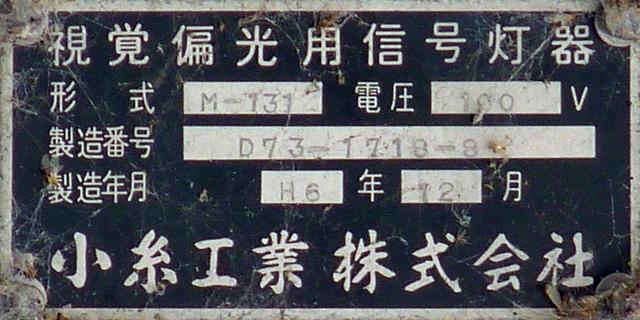 視覚偏光用信号灯器
形 式 M-131 電圧 100 V
製造番号 D73-1718-8
製造年月 H6 年 12 月
小糸工業株式会社